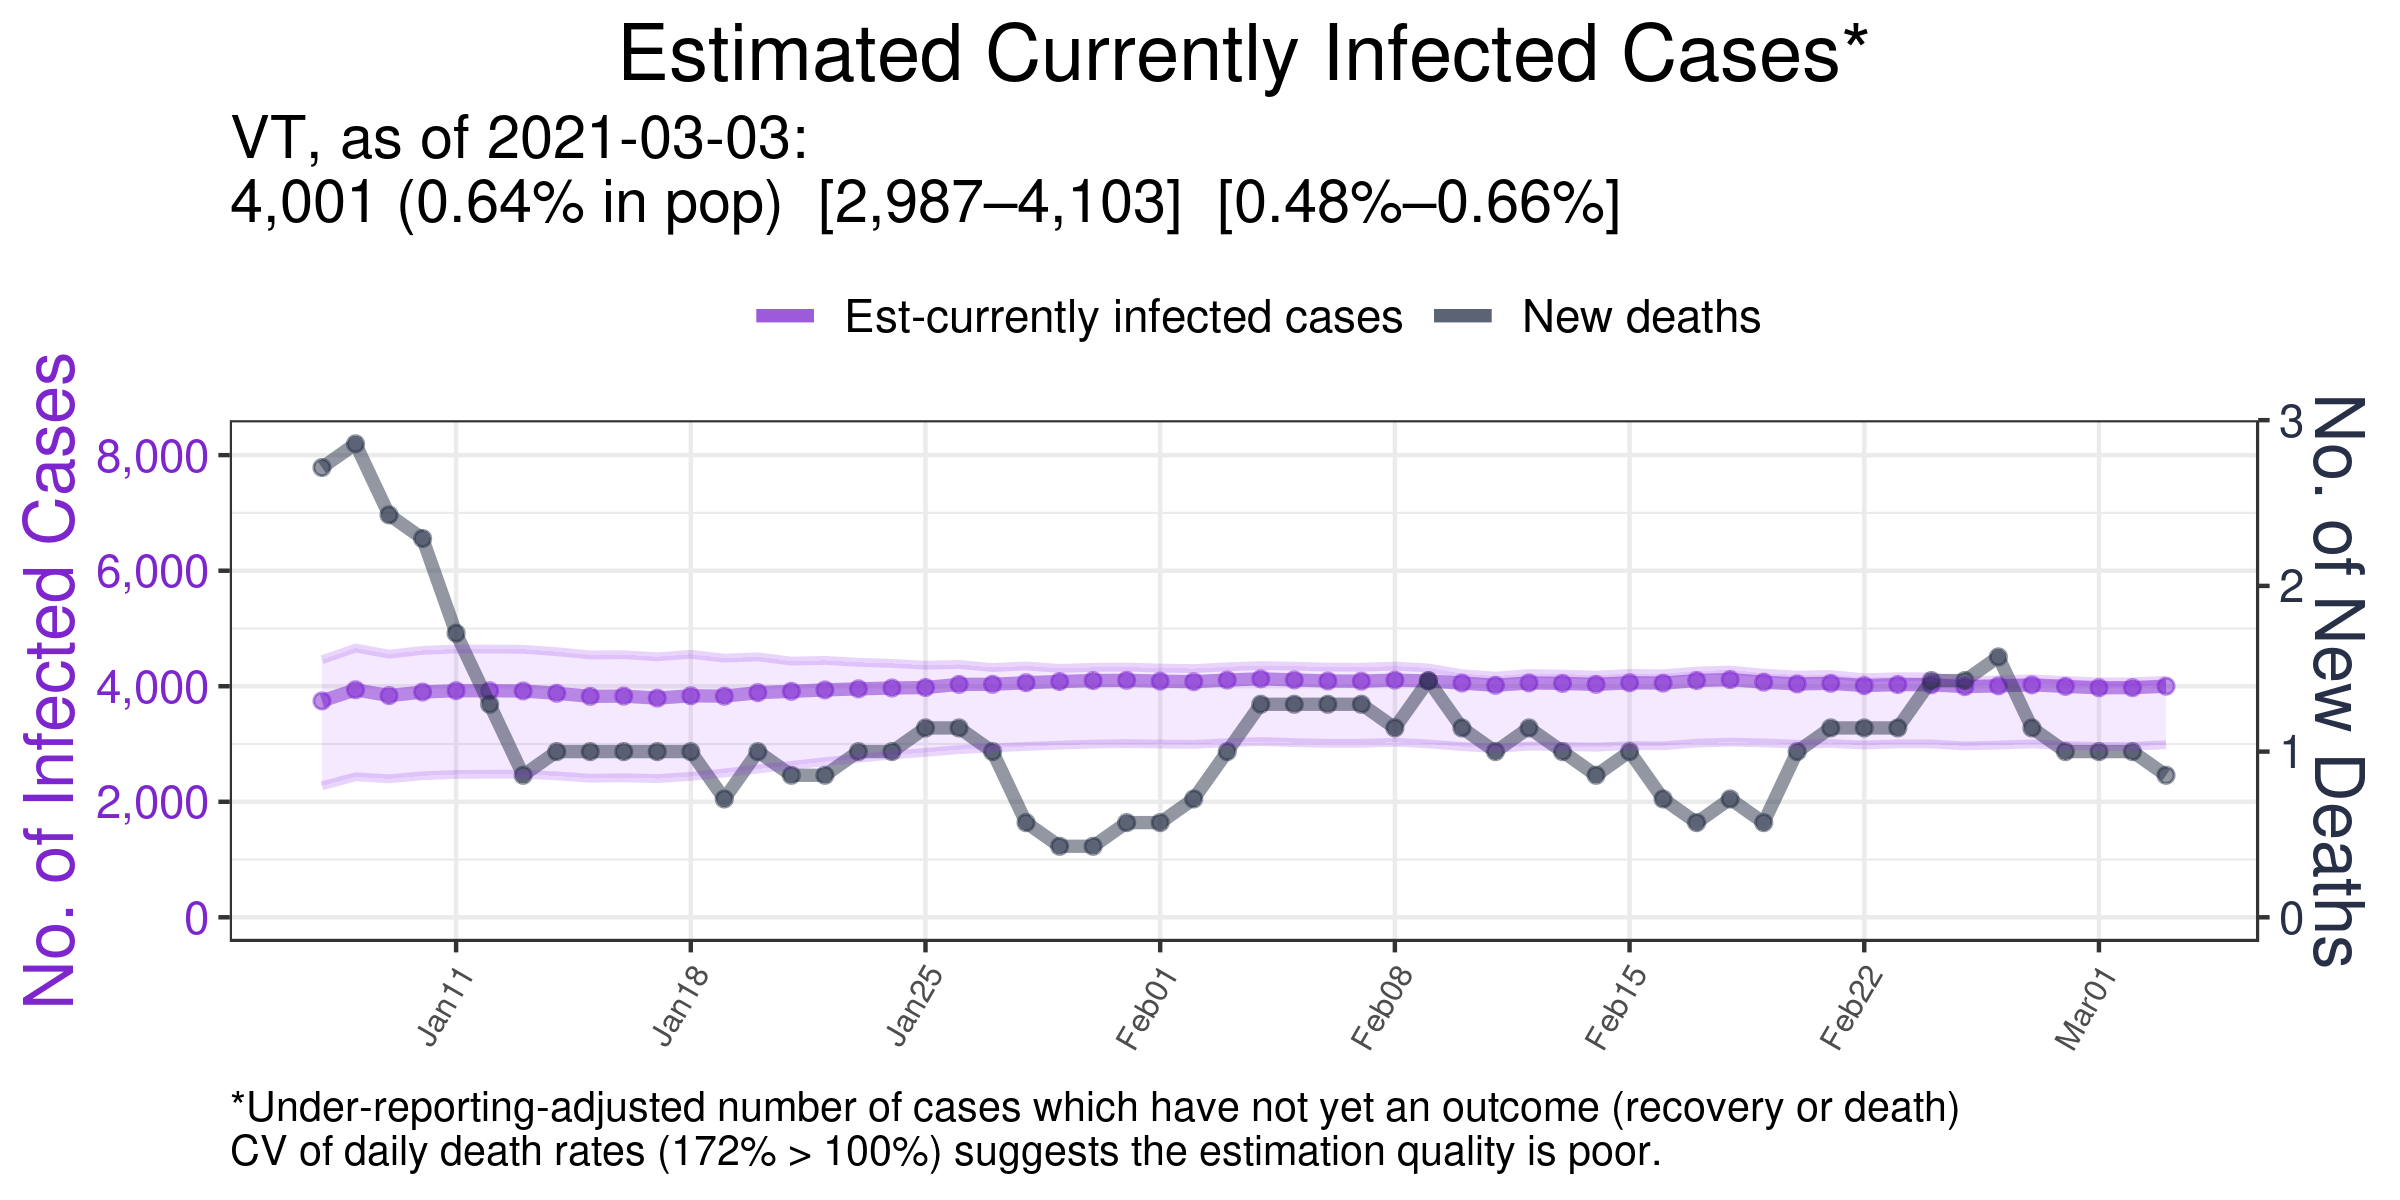 Estimated Currently Infected Cases*
VT, as of 2021-03-03:
4,001 (0.64% in pop)  [2,987–4,103]  [0.48%–0.66%]
Est-currently infected cases
New deaths
No. of Infected Cases
8,000
6,000
4,000
2,000
0
3
2
1
0
No. of New Deaths
Jan11
Jan18
Jan25
Feb01
Feb08
Feb15
Feb22
Mar01
*Under-reporting-adjusted number of cases which have not yet an outcome (recovery or death)
CV of daily death rates (172% > 100%) suggests the estimation quality is poor.